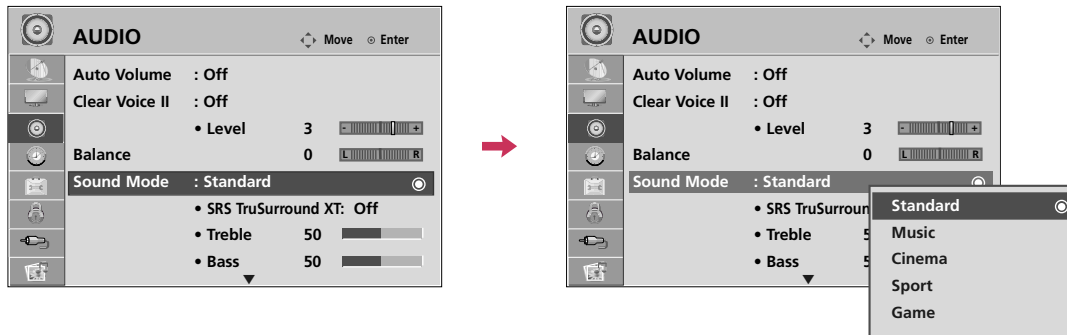 AUDIO Move Enter
Auto Volume : Off
Clear Voice II : Off
• Level 3 - +
Balance 0 L R
Sound Mode : Standard
• SRS TruSurround XT: Off
• Treble 50
• Bass 50
AUDIO Move Enter
Auto Volume : Off
Clear Voice II : Off
• Level 3 - +
Balance 0 L R
Sound Mode : Standard
• SRS TruSurroun
• Treble 5
• Bass 5
Standard
Music
Cinema
Sport
Game